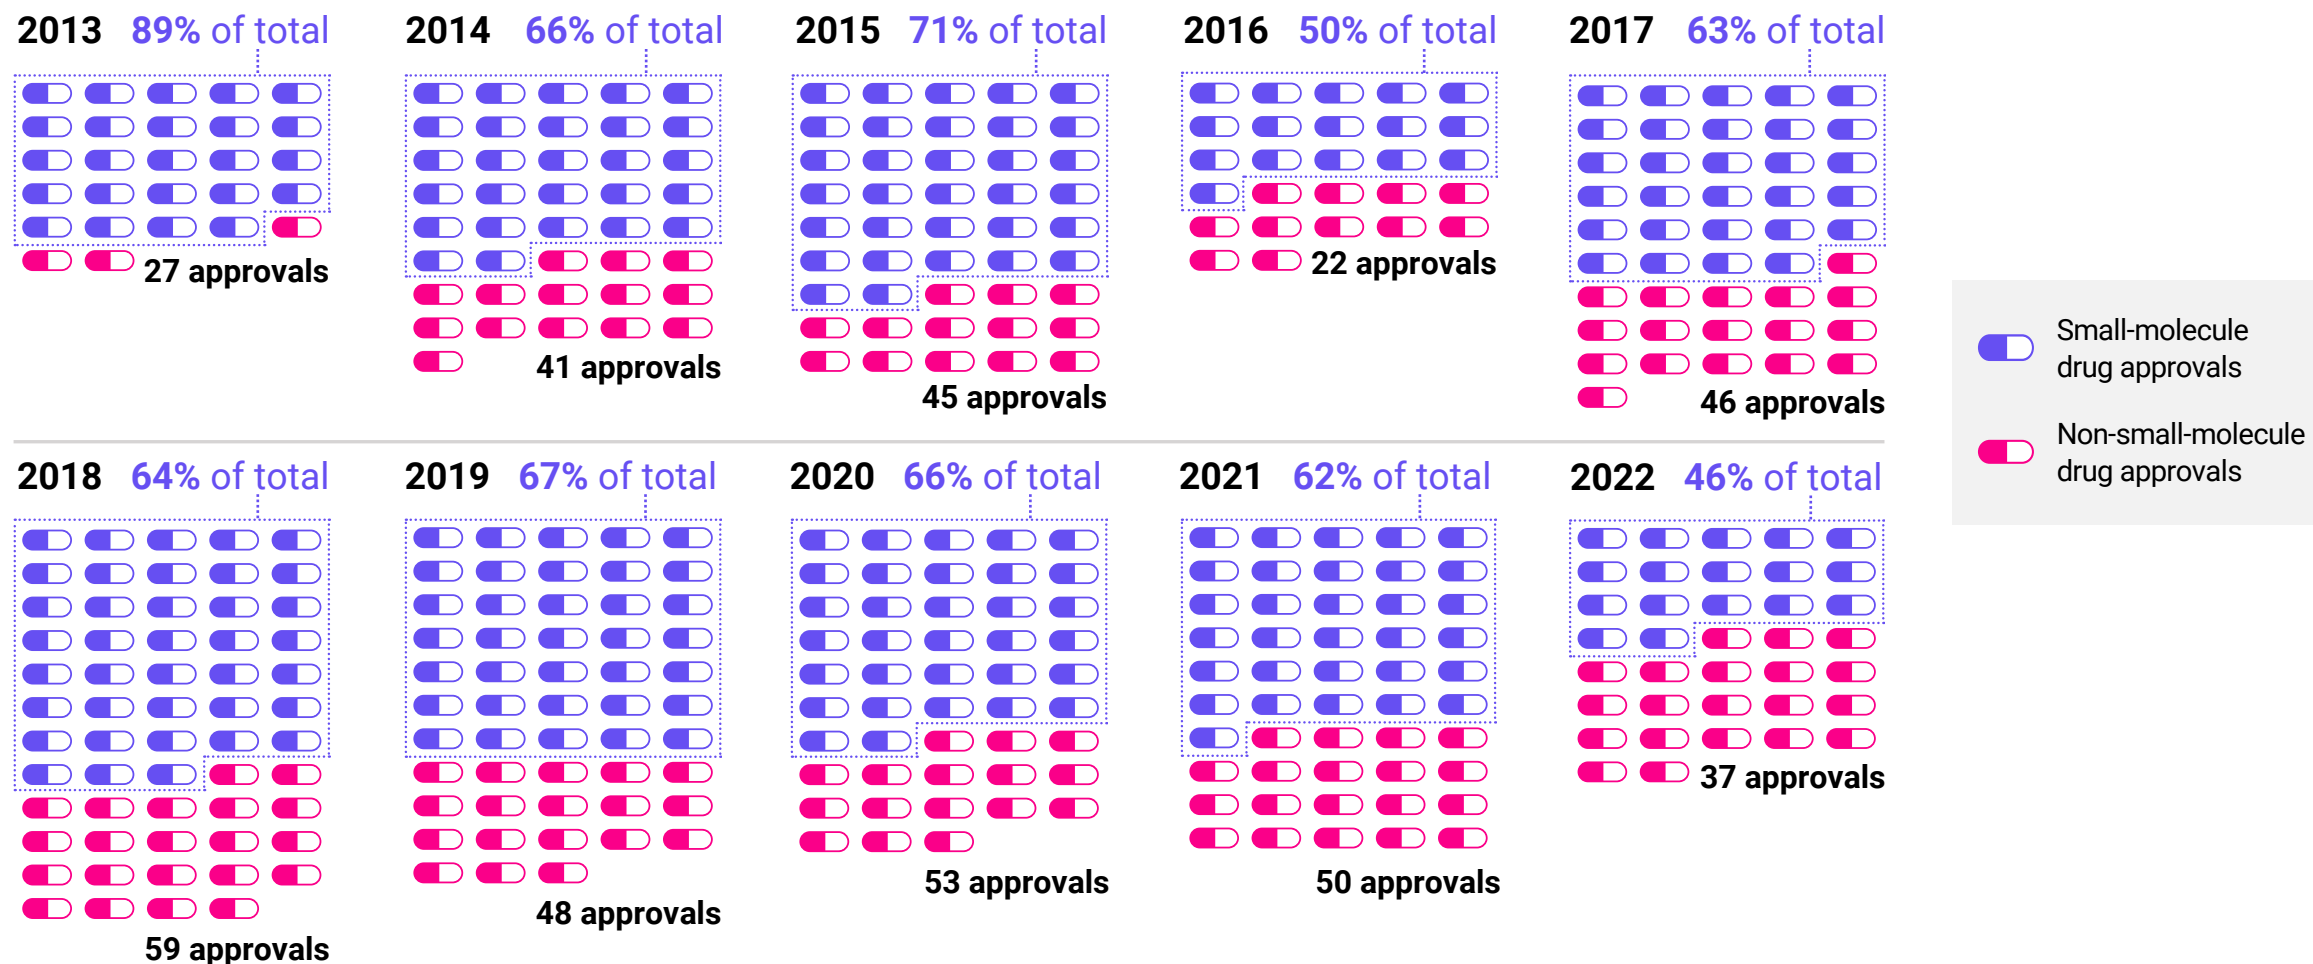 2013 89% of total
27 approvals
2014 66% of total
41 approvals
2015 71% of total
45 approvals
2016 50% of total
22 approvals
2017 63% of total
46 approvals
2018 64% of total
59 approvals
2019 67% of total
48 approvals
2020 66% of total
53 approvals
2021 62% of total
50 approvals
2022 46% of total
37 approvals
Small-molecule
drug approvals
Non-small-molecule
drug approvals